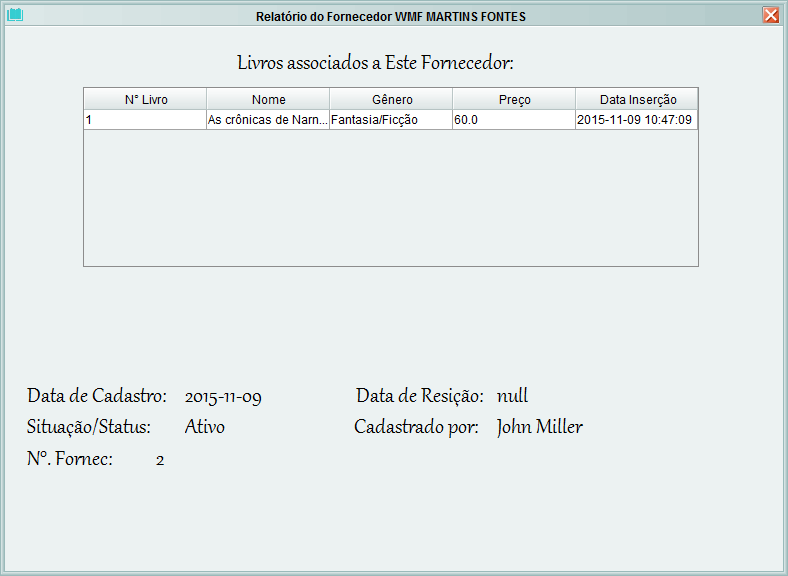 Relatório do Fornecedor WMF MARTINS FONTES
Livros associados a Este Fornecedor:
N° Livro Nome Gênero Preço Data Inserção
1 As crônicas de Narn... Fantasia/Ficção 60.0 2015-11-09 10:47:09
Data de Cadastro: 2015-11-09 Data de Resição: null
Situação/Status: Ativo Cadastrado por: John Miller
N°. Fornec: 2